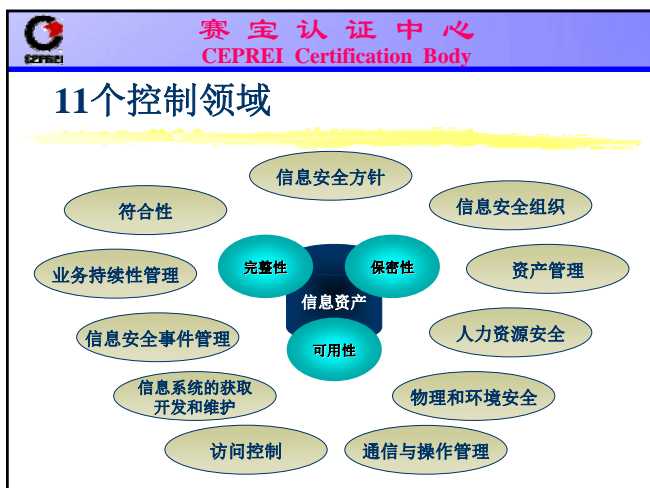 赛宝认证中心
CEPREI Certification Body
CEPREI
11个控制领域
信息安全方针
符合性
信息安全组织
完整性
保密性
业务持续性管理
资产管理
信息资产
信息安全事件管理
人力资源安全
可用性
信息系统的获取
开发和维护
物理和环境安全
访问控制
通信与操作管理